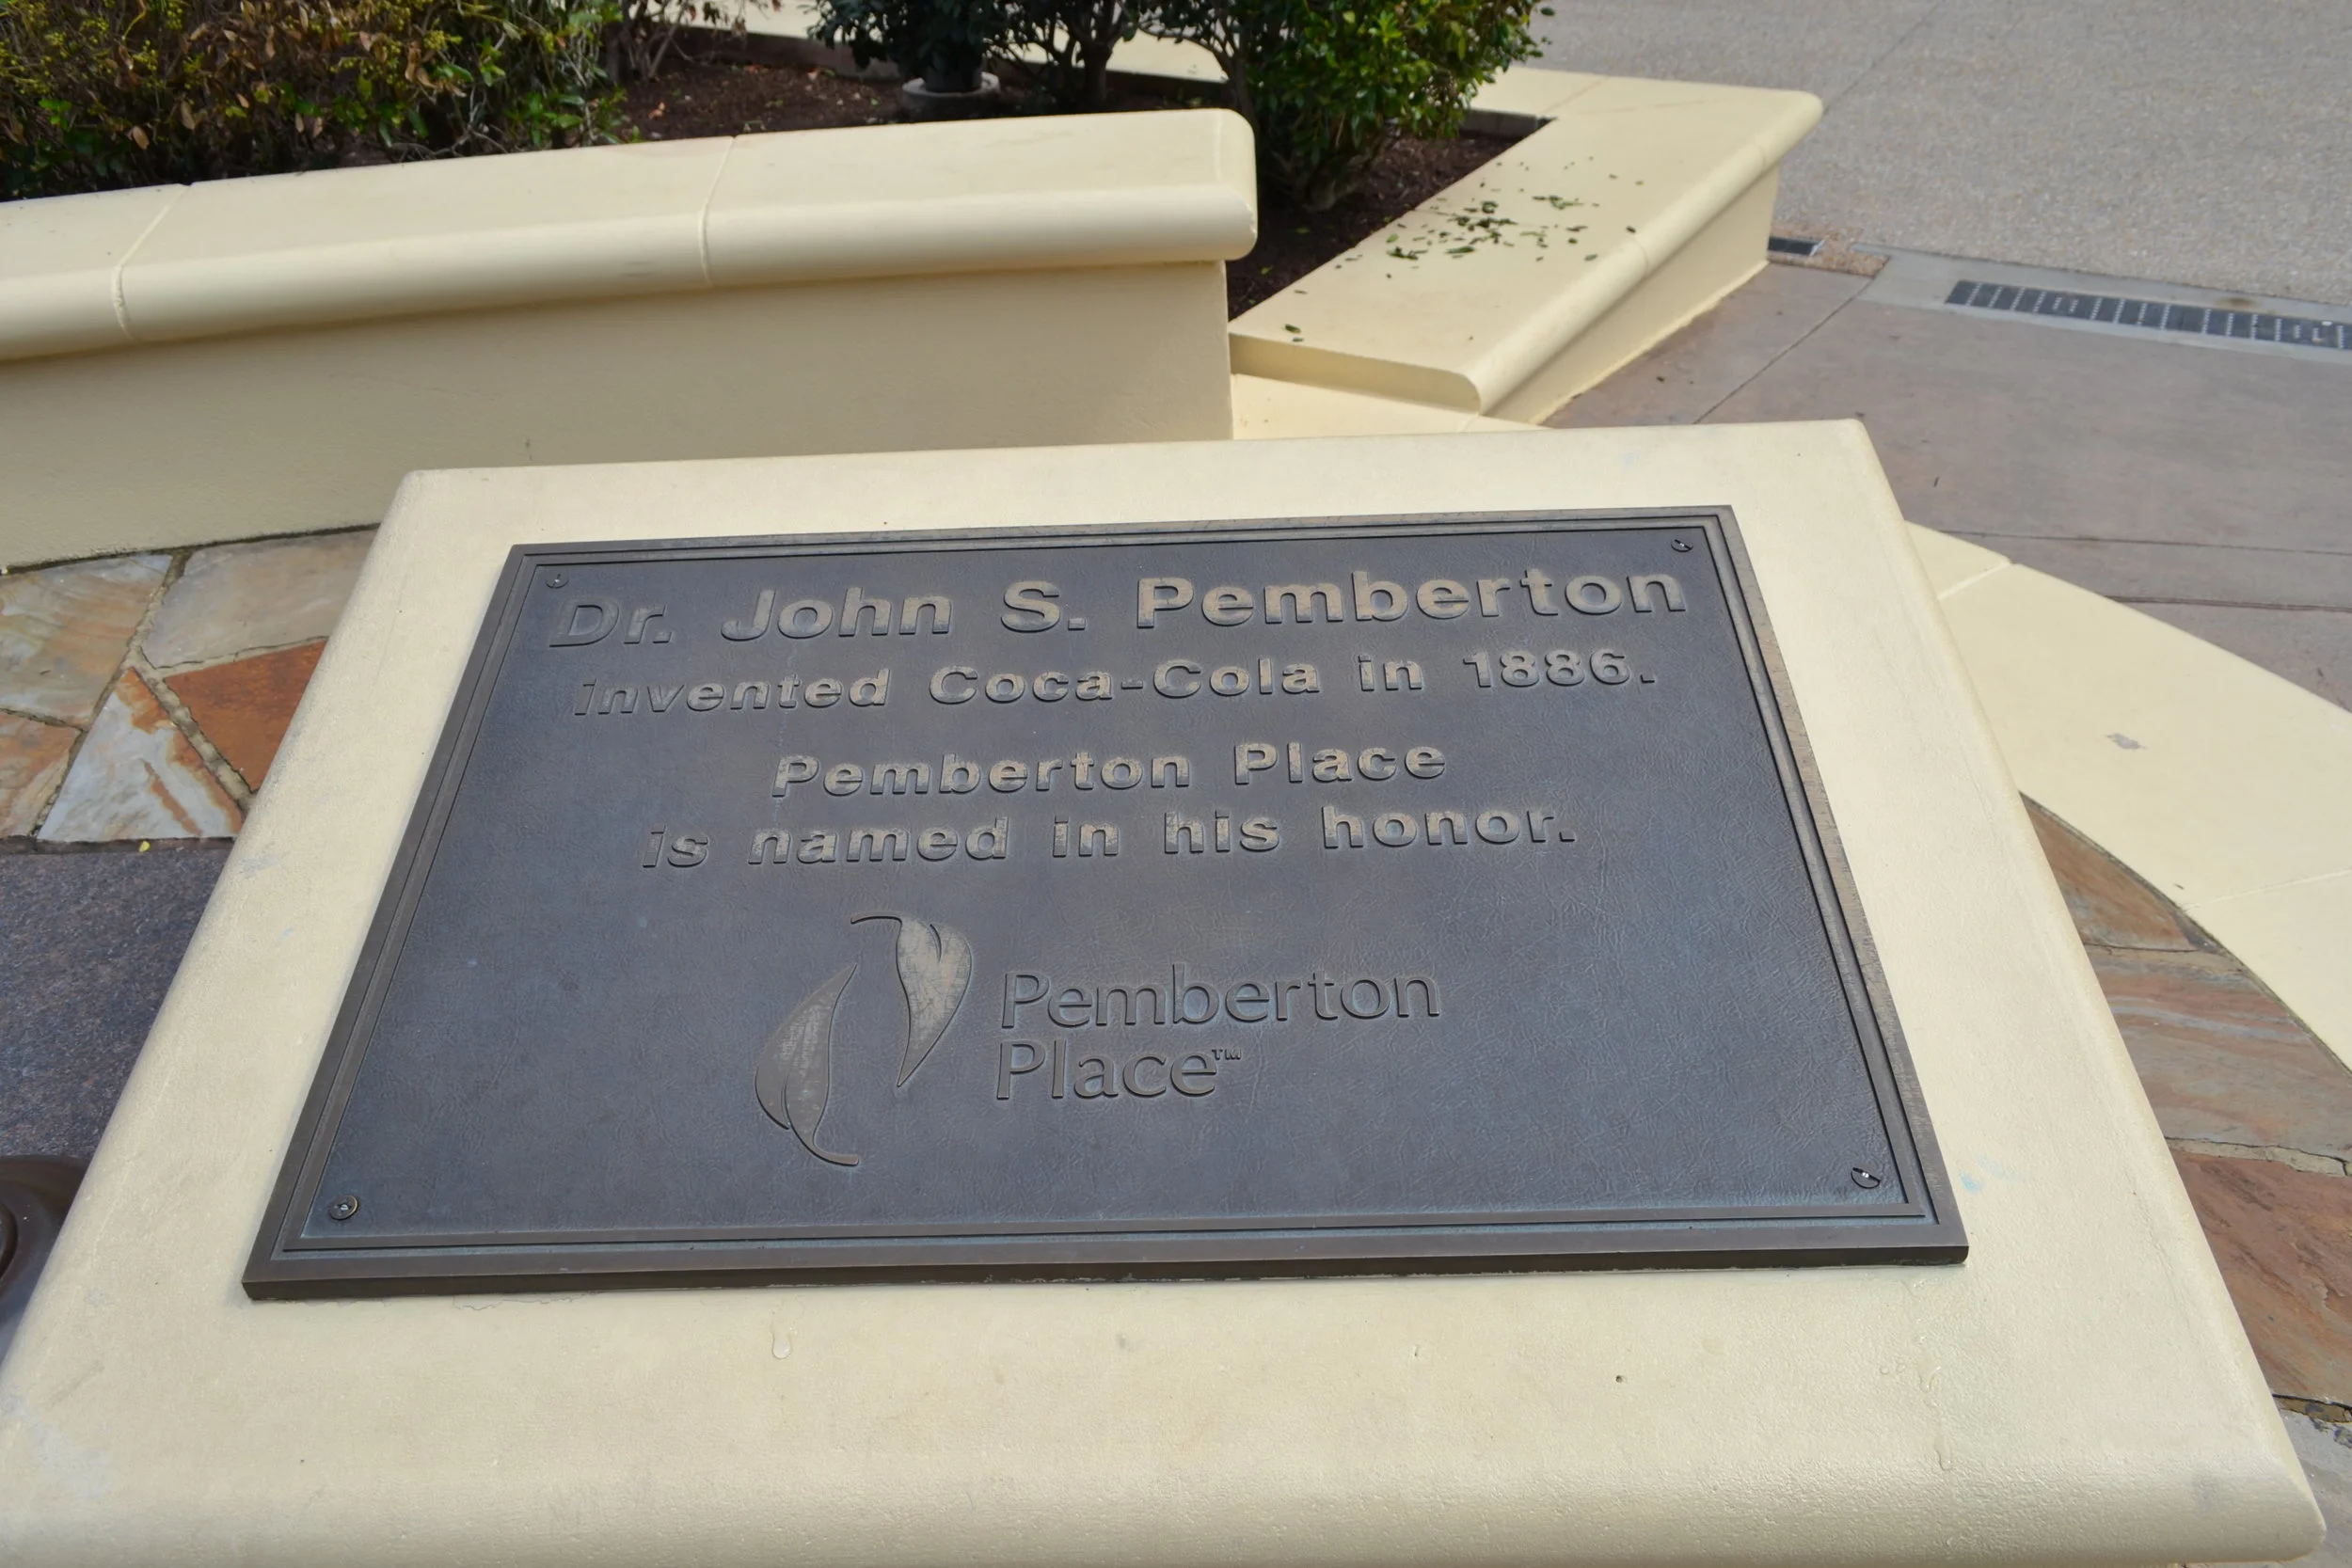 Dr. John S. Pemberton
invented Coca-Cola in 1886.
Pemberton Place
is named in his honor.
Pemberton
Place™